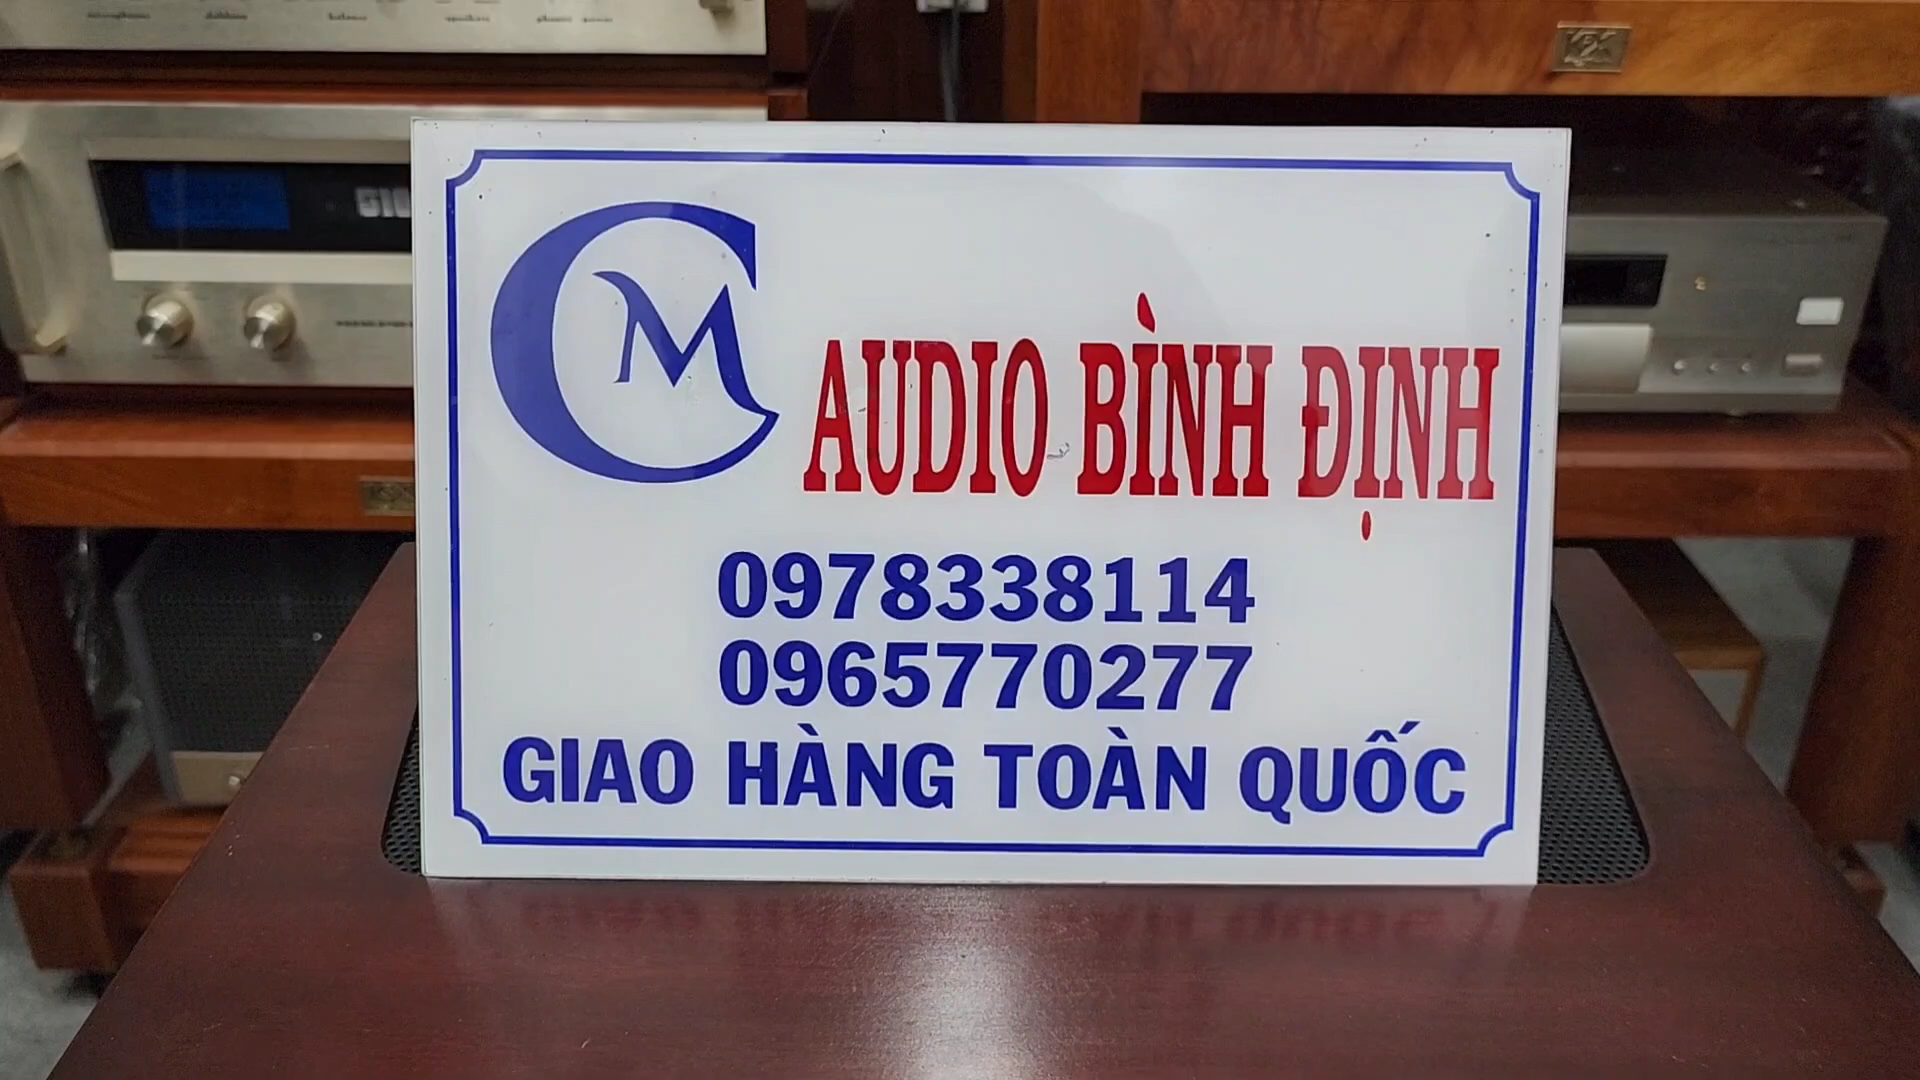 CM
AUDIO BÌNH ĐỊNH
0978338114
0965770277
GIAO HÀNG TOÀN QUỐC